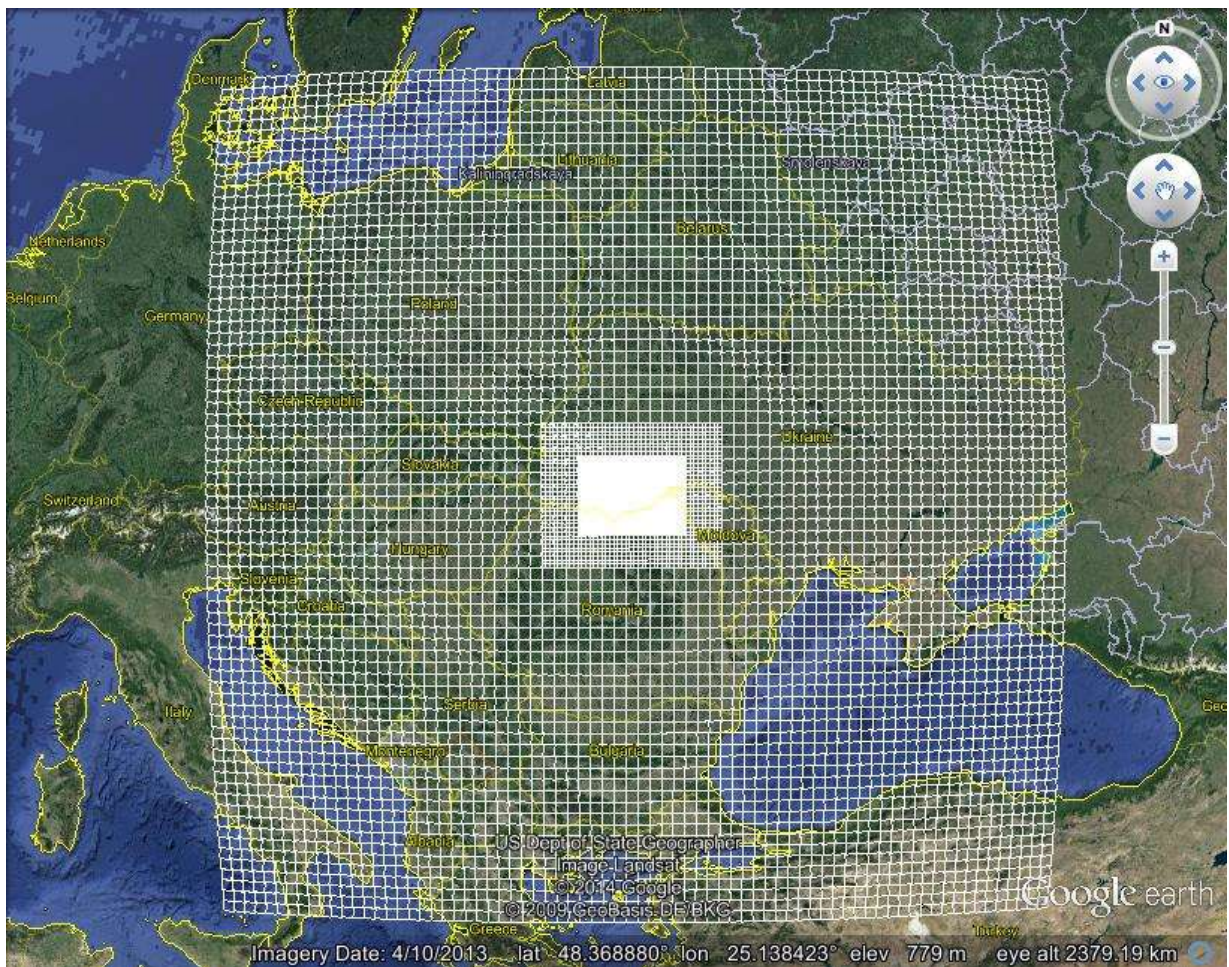 N
Denmark
Latvia
Lithuania
Smolenskaya
Kaliningradskaya
Netherlands
Belarus
Belgium
Poland
Germany
Czech Republic
Ukraine
Slovakia
Switzerland
Austria
Moldova
Hungary
Slovenia
Croatia
Romania
Serbia
Italy
Montenegro
Bulgaria
Albania
US Dept of State Geographer
Image Landsat
© 2014 Google
© 2009 GeoBasis-DE/BKG
Google earth
Greece
Turkey
Imagery Date: 4/10/2013 lat 48.368880° lon 25.138423° elev 779 m eye alt 2379.19 km